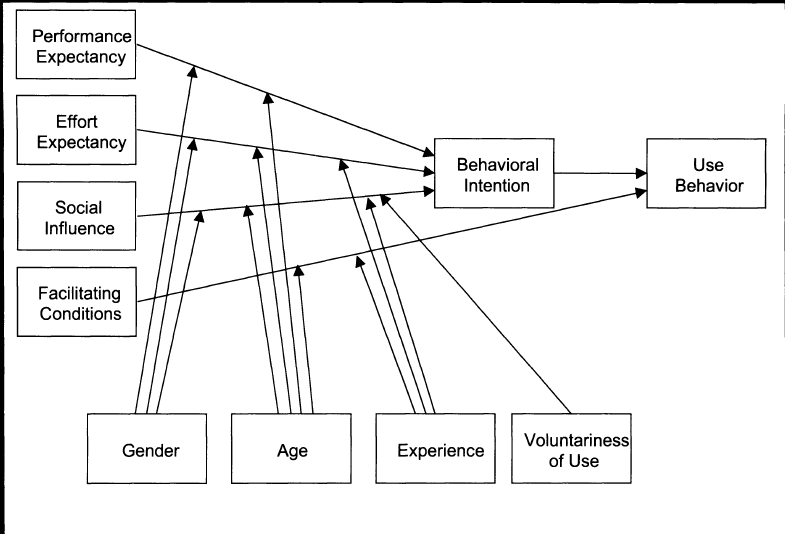 Performance
Expectancy
Effort
Expectancy
Social
Influence
Facilitating
Conditions
Behavioral
Intention
Use
Behavior
Gender
Age
Experience
Voluntariness
of Use